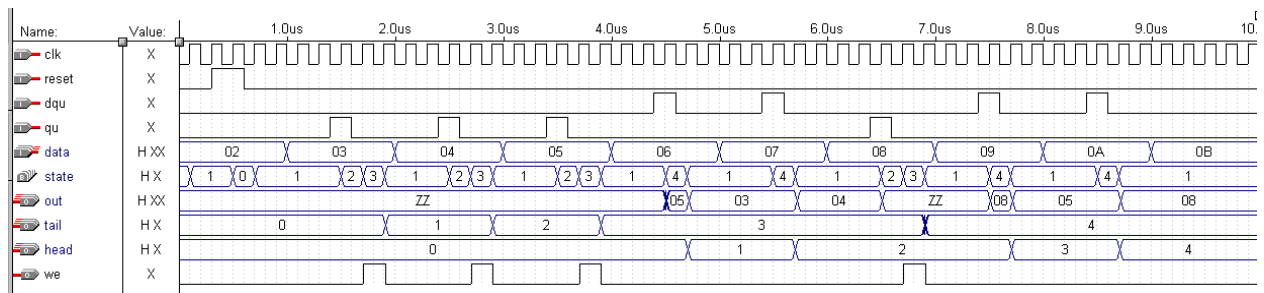 Name: Value: 1.0us 2.0us 3.0us 4.0us 5.0us 6.0us 7.0us 8.0us 9.0us 10.
clk X
reset X
dqu X
qu X
data H XX 02 03 04 05 06 07 08 09 0A 0B
state H X 1 0 1 2 3 1 2 3 1 2 3 1 4 1 4 1 2 3 1 4 1 4 1
out H XX ZZ 05 03 04 ZZ 08 05 08
tail H X 0 1 2 3 4
head H X 0 1 2 3 4
we X